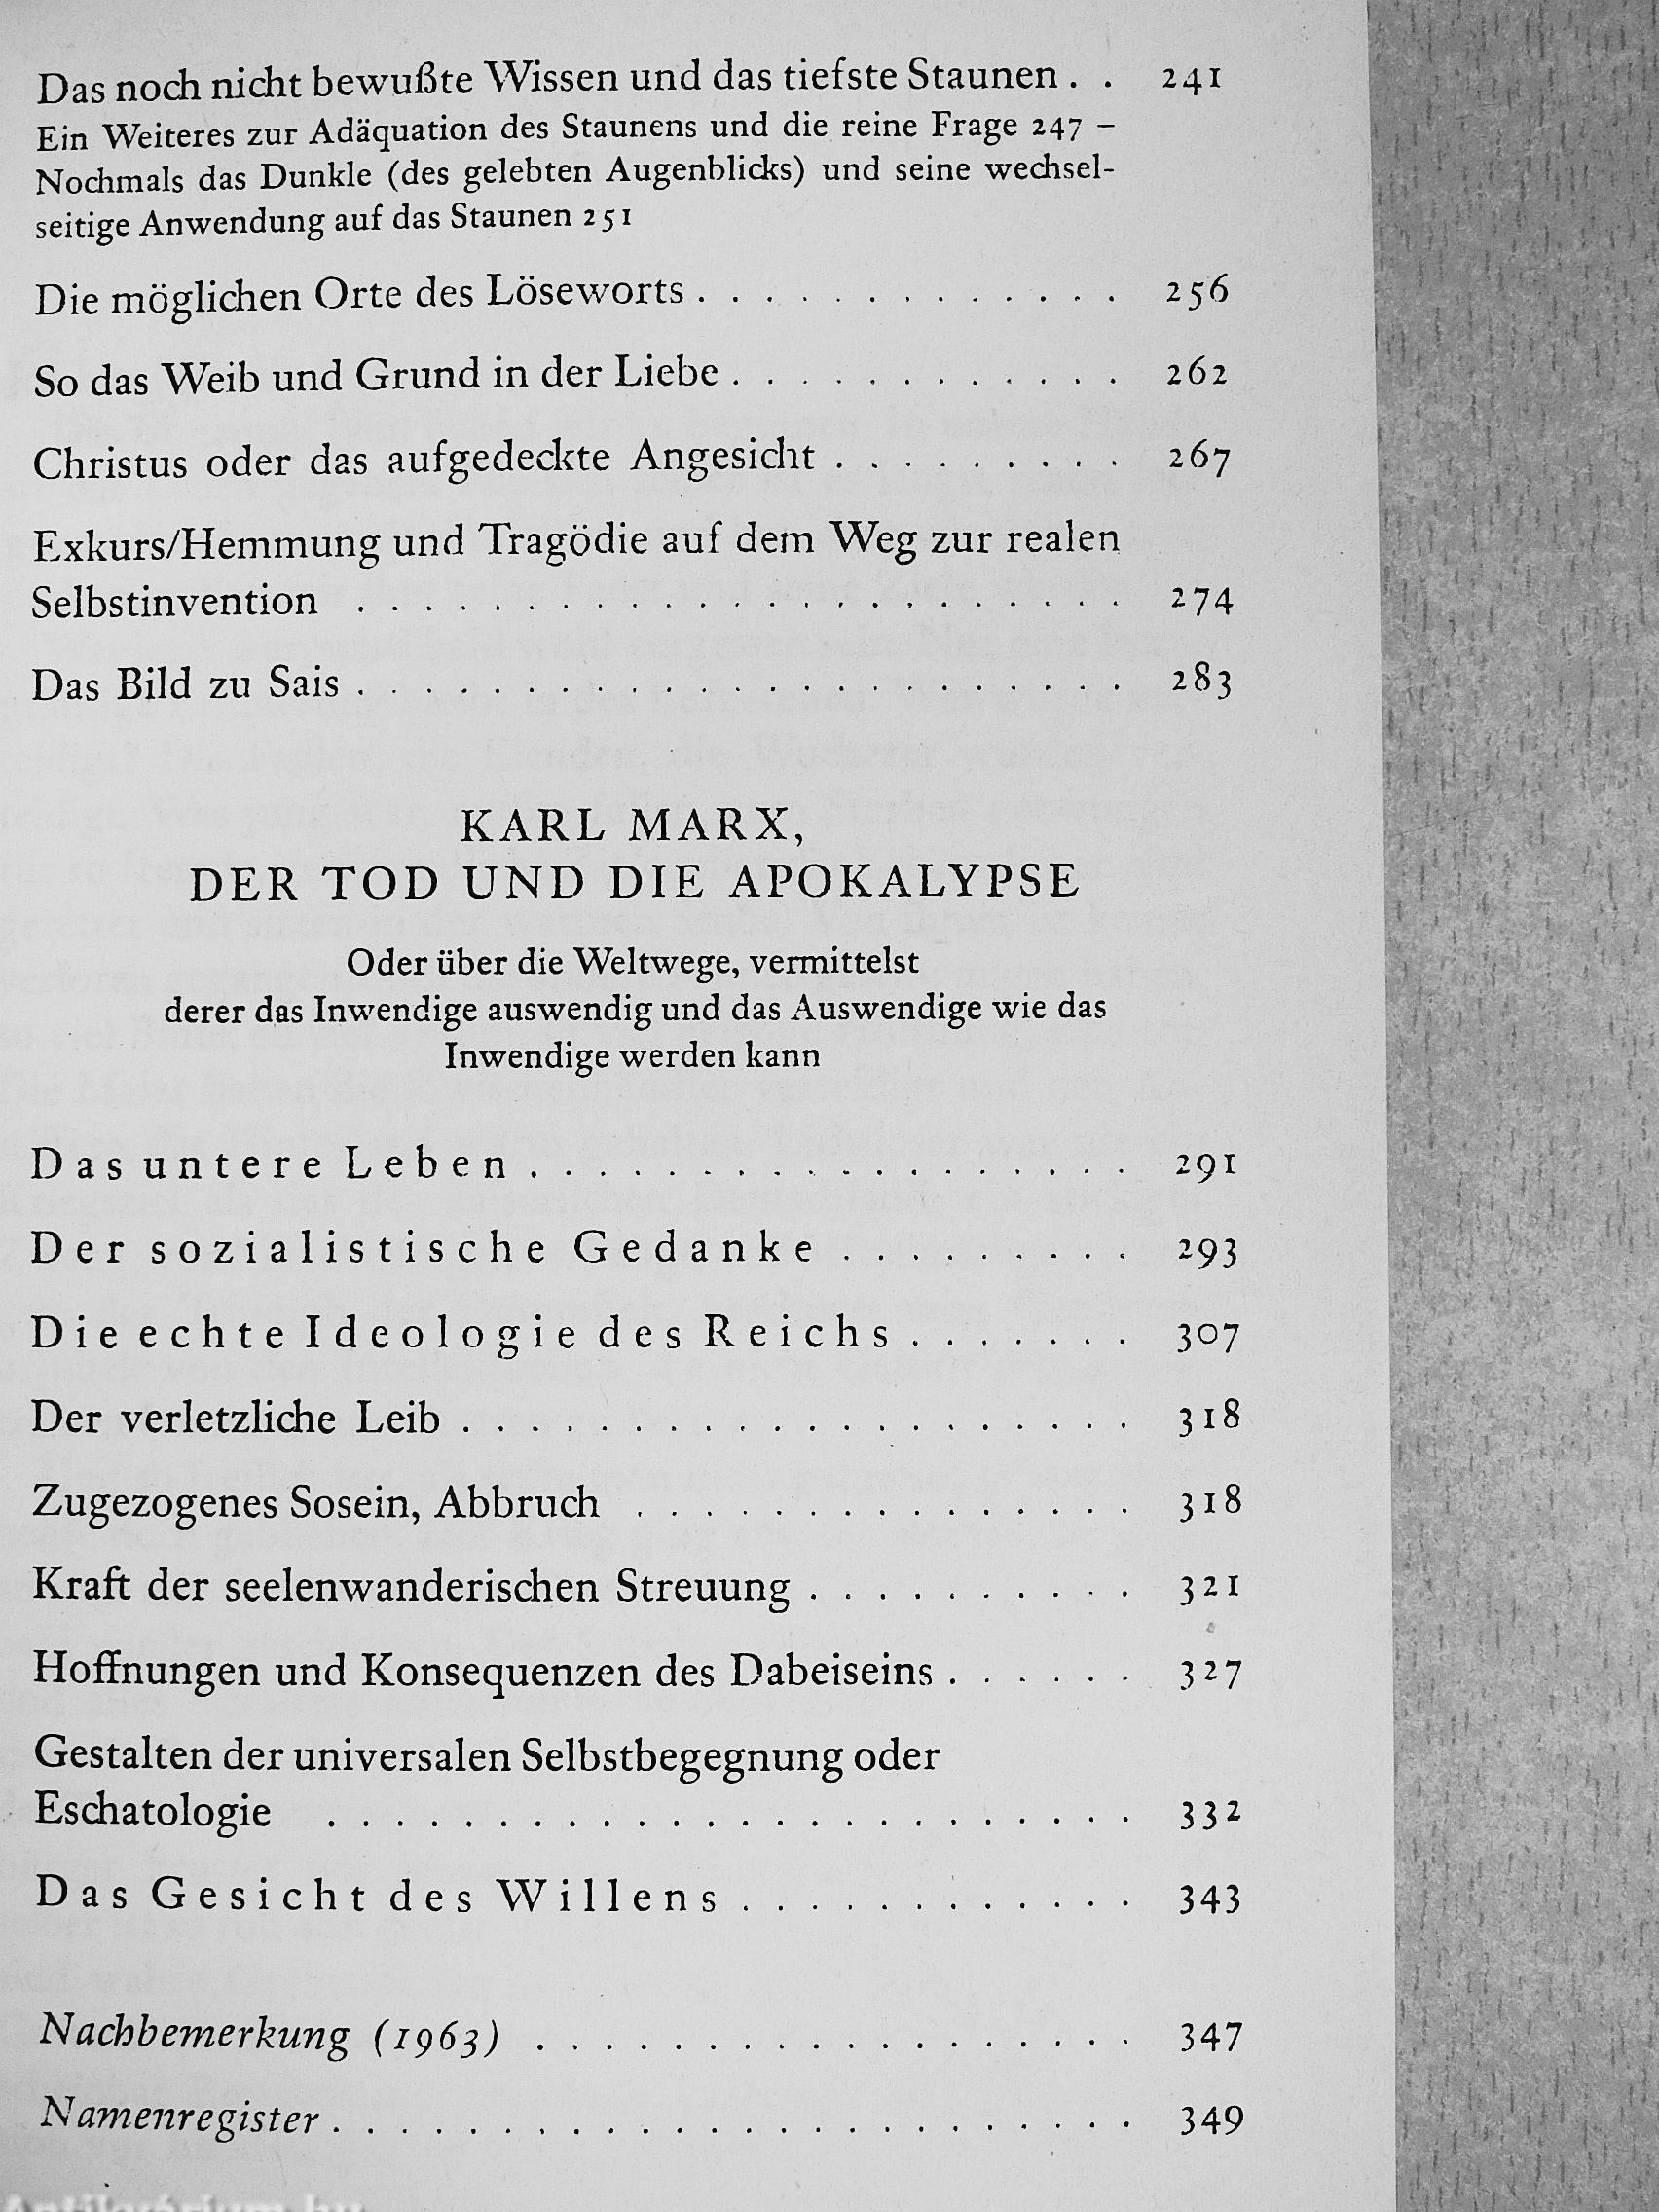 Das noch nicht bewußte Wissen und das tiefste Staunen . . 241
Ein Weiteres zur Adäquation des Staunens und die reine Frage 247 –
Nochmals das Dunkle (des gelebten Augenblicks) und seine wechsel-
seitige Anwendung auf das Staunen 251
Die möglichen Orte des Löseworts . . . . . . . . . . . . . 256
So das Weib und Grund in der Liebe . . . . . . . . . . . . 262
Christus oder das aufgedeckte Angesicht . . . . . . . . . 267
Exkurs/Hemmung und Tragödie auf dem Weg zur realen
Selbstinvention . . . . . . . . . . . . . . . . . . . . . . . 274
Das Bild zu Sais . . . . . . . . . . . . . . . . . . . . . . . 283
KARL MARX,
DER TOD UND DIE APOKALYPSE
Oder über die Weltwege, vermittelst
derer das Inwendige auswendig und das Auswendige wie das
Inwendige werden kann
Das untere Leben . . . . . . . . . . . . . . . . . . 291
Der sozialistische Gedanke . . . . . . . . . 293
Die echte Ideologie des Reichs . . . . . . . 307
Der verletzliche Leib . . . . . . . . . . . . . . . . . . . . 318
Zugezogenes Sosein, Abbruch . . . . . . . . . . . . . . . 318
Kraft der seelenwanderischen Streuung . . . . . . . . . . 321
Hoffnungen und Konsequenzen des Dabeiseins . . . . . . 327
Gestalten der universalen Selbstbegegnung oder
Eschatologie . . . . . . . . . . . . . . . . . . . . . . . . 332
Das Gesicht des Willens . . . . . . . . . . . . 343
Nachbemerkung (1963) . . . . . . . . . . . . . . . . . . 347
Namenregister . . . . . . . . . . . . . . . . . . . . . . . . 349